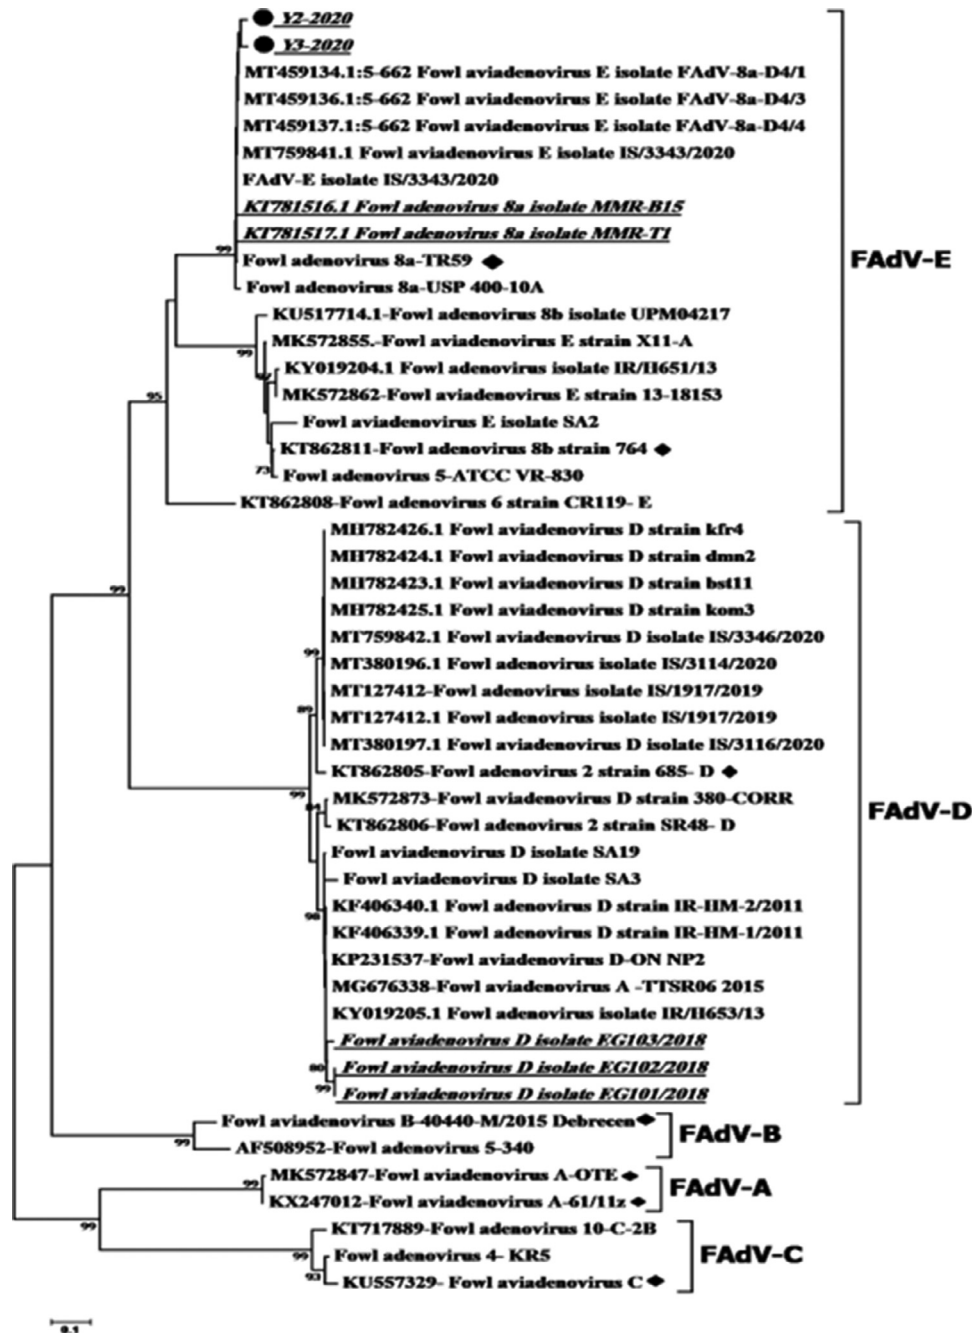 Y2-2020
Y3-2020
MT459134.1:5-662 Fowl aviadenovirus E isolate FAdV-8a-D4/1
MT459136.1:5-662 Fowl aviadenovirus E isolate FAdV-8a-D4/3
MT459137.1:5-662 Fowl aviadenovirus E isolate FAdV-8a-D4/4
MT759841.1 Fowl aviadenovirus E isolate IS/3343/2020
FAdV-E isolate IS/3343/2020
KT781516.1 Fowl adenovirus 8a isolate MMR-B15
KT781517.1 Fowl adenovirus 8a isolate MMR-T1
99
Fowl adenovirus 8a-TR59
FAdV-E
Fowl adenovirus 8a-USP 400-10A
KU517714.1-Fowl adenovirus 8b isolate UPM04217
MK572855.-Fowl aviadenovirus E strain X11-A
99
KY019204.1 Fowl adenovirus isolate IR/H651/13
MK572862-Fowl aviadenovirus E strain 13-18153
95
Fowl aviadenovirus E isolate SA2
KT862811-Fowl adenovirus 8b strain 764
73
Fowl adenovirus 5-ATCC VR-830
KT862808-Fowl adenovirus 6 strain CR119- E
MH782426.1 Fowl aviadenovirus D strain kfr4
MH782424.1 Fowl aviadenovirus D strain dmn2
MH782423.1 Fowl aviadenovirus D strain bst11
99
MH782425.1 Fowl aviadenovirus D strain kom3
MT759842.1 Fowl aviadenovirus D isolate IS/3346/2020
99
MT380196.1 Fowl adenovirus isolate IS/3114/2020
MT127412-Fowl adenovirus isolate IS/1917/2019
89
MT127412.1 Fowl adenovirus isolate IS/1917/2019
MT380197.1 Fowl aviadenovirus D isolate IS/3116/2020
KT862805-Fowl adenovirus 2 strain 685- D
99
MK572873-Fowl aviadenovirus D strain 380-CORR
84
FAdV-D
KT862806-Fowl adenovirus 2 strain SR48- D
Fowl aviadenovirus D isolate SA19
Fowl aviadenovirus D isolate SA3
KF406340.1 Fowl adenovirus D strain IR-HM-2/2011
98
KF406339.1 Fowl adenovirus D strain IR-HM-1/2011
KP231537-Fowl aviadenovirus D-ON NP2
MG676338-Fowl aviadenovirus A -TTSR06 2015
KY019205.1 Fowl adenovirus isolate IR/H653/13
Fowl aviadenovirus D isolate EG103/2018
80
Fowl aviadenovirus D isolate EG102/2018
99
Fowl aviadenovirus D isolate EG101/2018
Fowl aviadenovirus B-40440-M/2015 Debrecen
FAdV-B
99
AF508952-Fowl adenovirus 5-340
MK572847-Fowl aviadenovirus A-OTE
99
FAdV-A
KX247012-Fowl aviadenovirus A-61/11z
99
KT717889-Fowl adenovirus 10-C-2B
99
Fowl adenovirus 4- KR5
FAdV-C
93
KU557329- Fowl aviadenovirus C
0.1